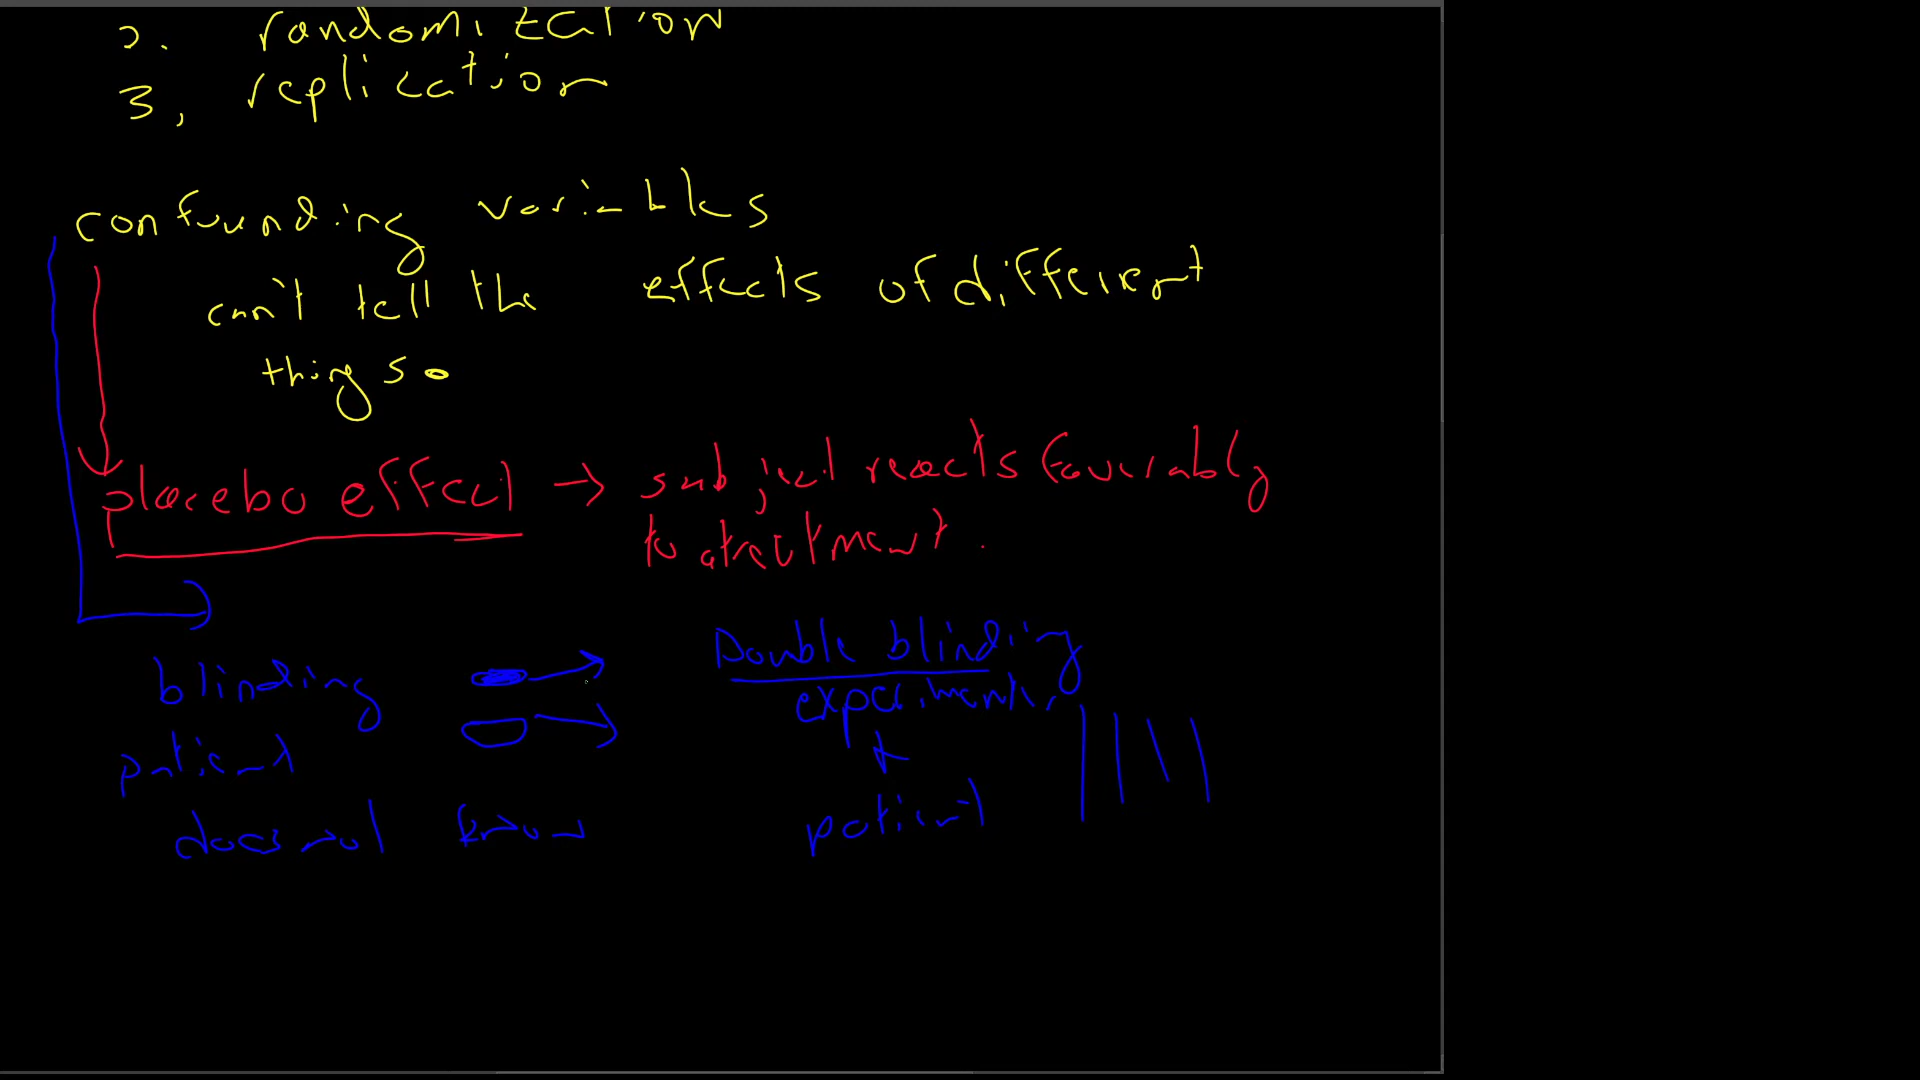 2. randomization
3, replication
confounding variables
can't tell the effects of different
things.
placebo effect → subject reacts favorably
to a treatment.
blinding → Double blinding
→ experimenter
patient +
does not know patient